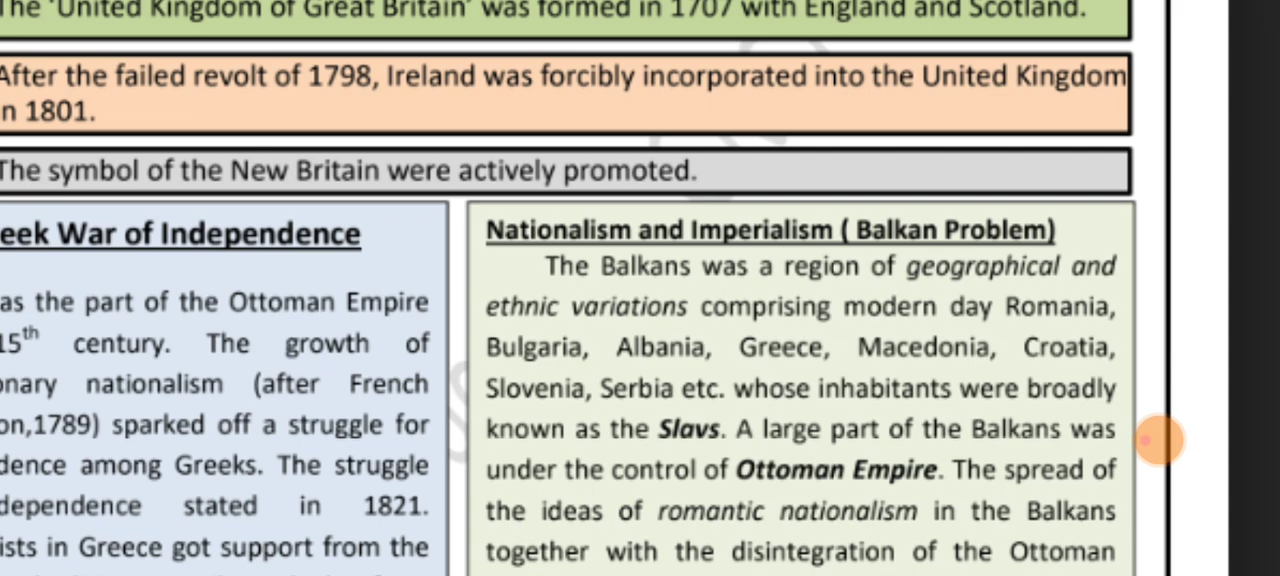 The 'United Kingdom of Great Britain' was formed in 1707 with England and Scotland.
After the failed revolt of 1798, Ireland was forcibly incorporated into the United Kingdom
n 1801.
The symbol of the New Britain were actively promoted.
eek War of Independence
as the part of the Ottoman Empire
15th century. The growth of
onary nationalism (after French
on,1789) sparked off a struggle for
dence among Greeks. The struggle
dependence stated in 1821.
ists in Greece got support from the
Nationalism and Imperialism ( Balkan Problem)
The Balkans was a region of geographical and
ethnic variations comprising modern day Romania,
Bulgaria, Albania, Greece, Macedonia, Croatia,
Slovenia, Serbia etc. whose inhabitants were broadly
known as the Slavs. A large part of the Balkans was
under the control of Ottoman Empire. The spread of
the ideas of romantic nationalism in the Balkans
together with the disintegration of the Ottoman